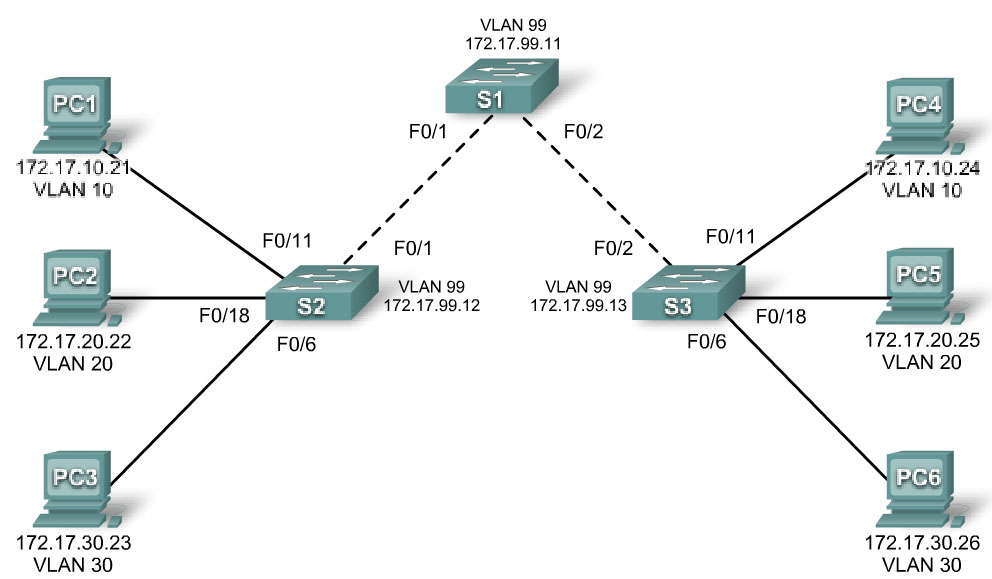 VLAN 99
172.17.99.11
S1
F0/1
F0/2
PC1
172.17.10.21
VLAN 10
PC4
172.17.10.24
VLAN 10
F0/11
F0/1
F0/2
F0/11
PC2
172.17.20.22
VLAN 20
F0/18
S2
VLAN 99
172.17.99.12
F0/6
VLAN 99
172.17.99.13
S3
F0/18
F0/6
PC5
172.17.20.25
VLAN 20
PC3
172.17.30.23
VLAN 30
PC6
172.17.30.26
VLAN 30